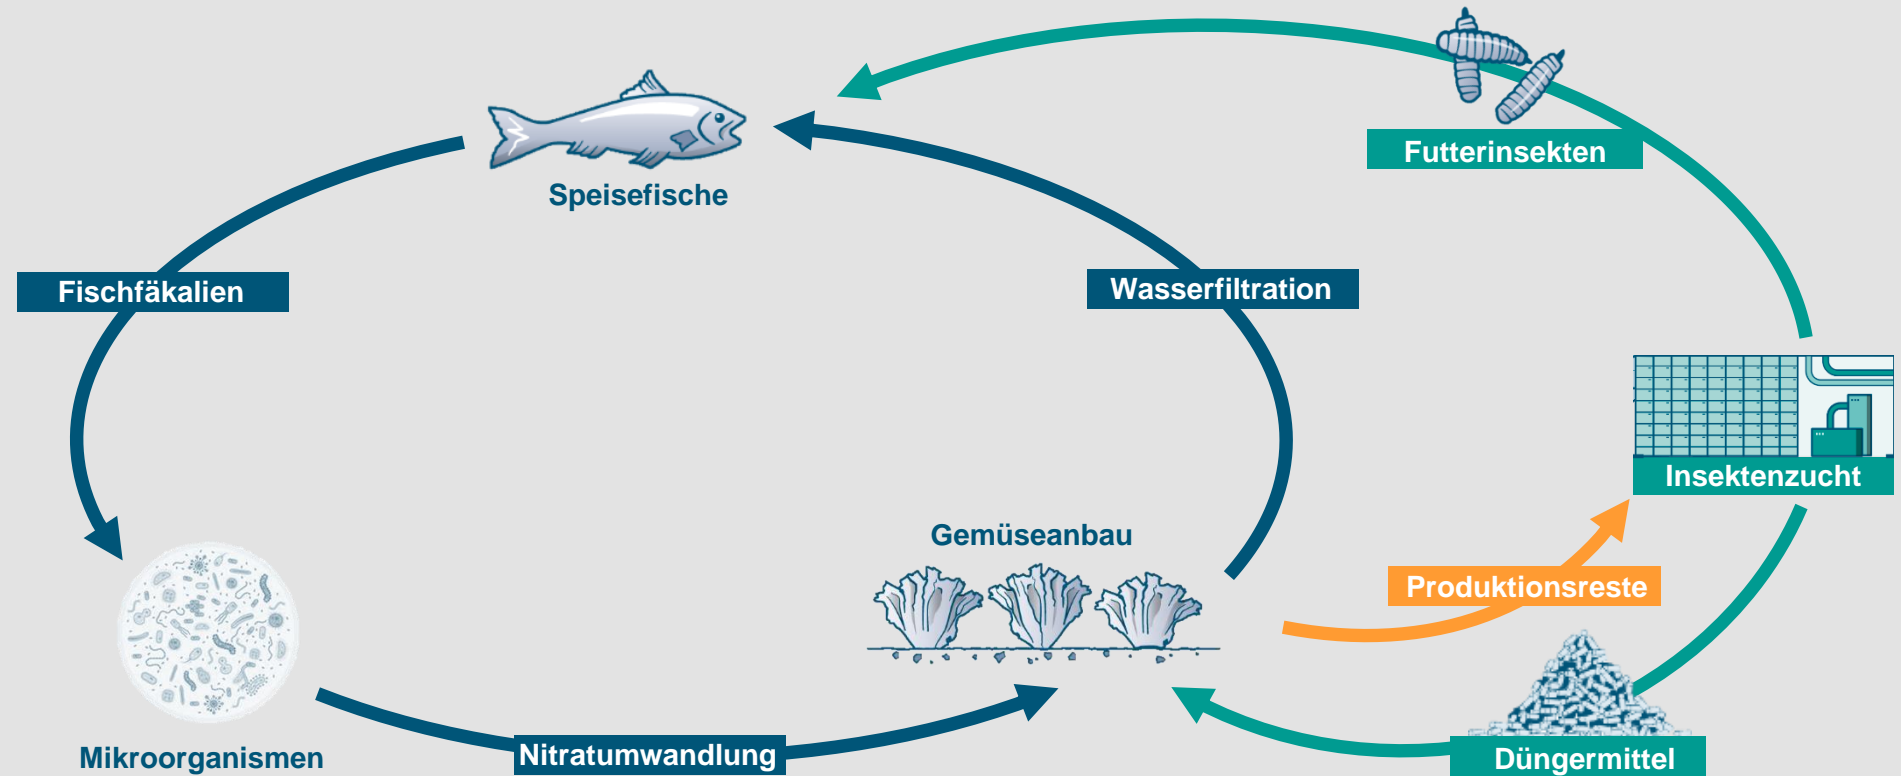 Futterinsekten
Speisefische
Fischfäkalien
Wasserfiltration
Insektenzucht
Gemüseanbau
Produktionsreste
Mikroorganismen
Nitratumwandlung
Düngermittel